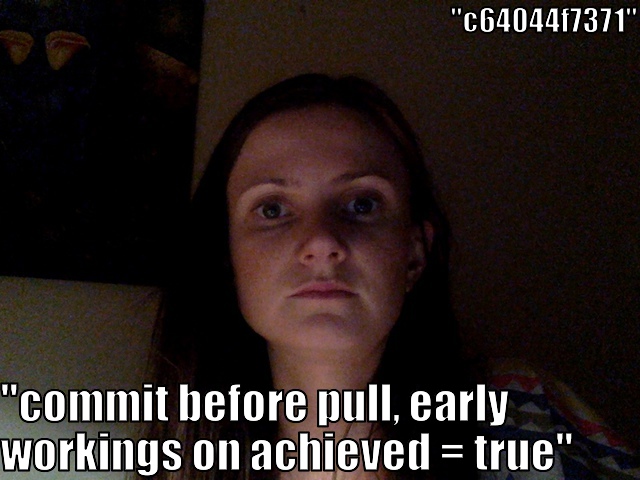 "c64044f7371"
"commit before pull, early
workings on achieved = true"